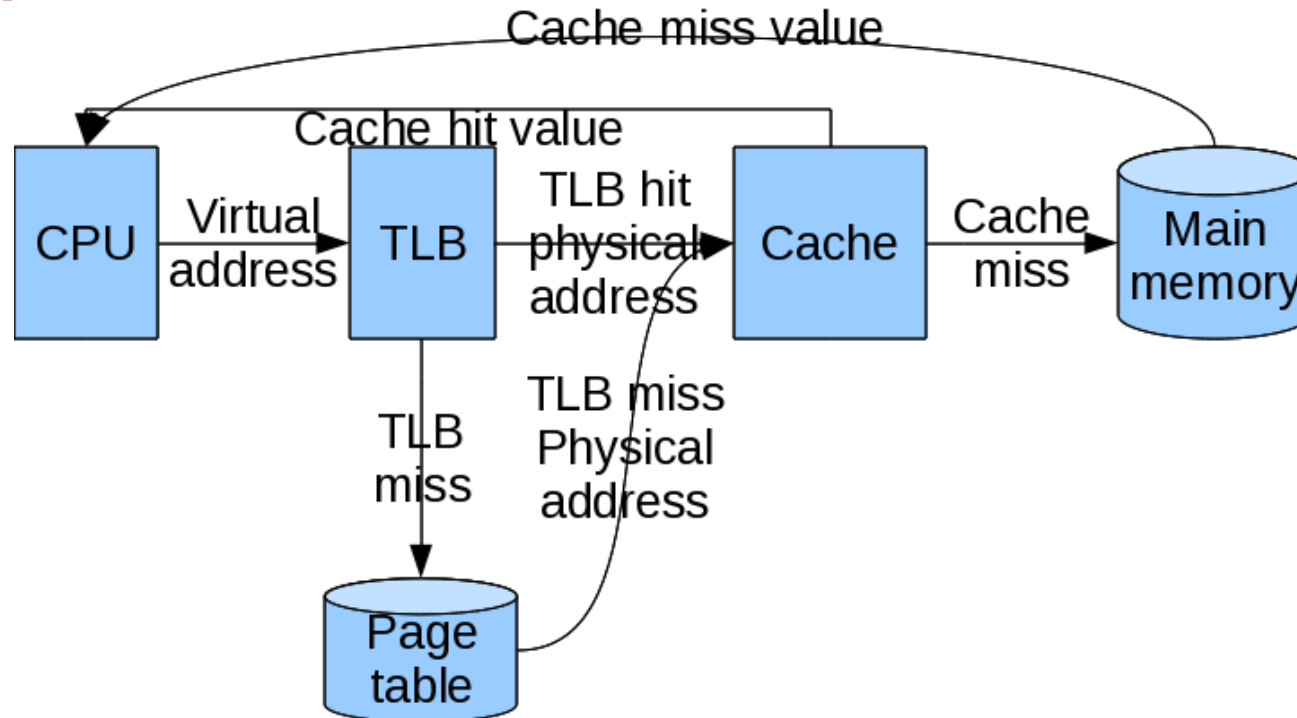 Cache miss value
Cache hit value
CPU
Virtual
address
TLB
TLB hit
physical
address
Cache
Cache
miss
Main
memory
TLB
miss
TLB miss
Physical
address
Page
table